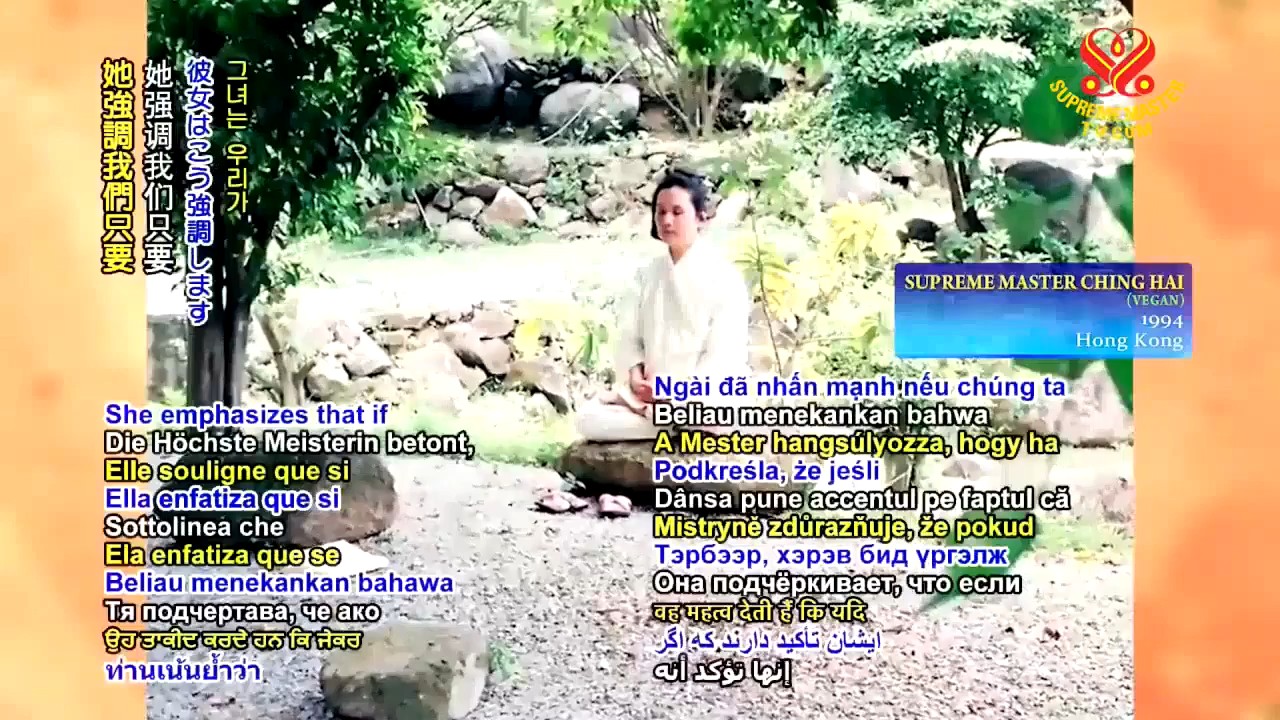 她強調我們只要
她强调我们只要
彼女はこう強調します
그녀는 우리가
SUPREME MASTER
TV.COM
SUPREME MASTER CHING HAI
(VEGAN)
1994
Hong Kong
She emphasizes that if
Die Höchste Meisterin betont,
Elle souligne que si
Ella enfatiza que si
Sottolinea che
Ela enfatiza que se
Beliau menekankan bahawa
Тя подчертава, че ако
ਉਹ ਤਾਕੀਦ ਕਰਦੇ ਹਨ ਕਿ ਜੇਕਰ
ท่านเน้นย้ำว่า
Ngài đã nhấn mạnh nếu chúng ta
Beliau menekankan bahwa
A Mester hangsúlyozza, hogy ha
Podkreśla, że jeśli
Dânsa pune accentul pe faptul că
Mistryně zdůrazňuje, že pokud
Тэрбээр, хэрэв бид үргэлж
Она подчёркивает, что если
वह महत्व देती हैं कि यदि
ایشان تأکید دارند که اگر
إنها تؤكد أنه